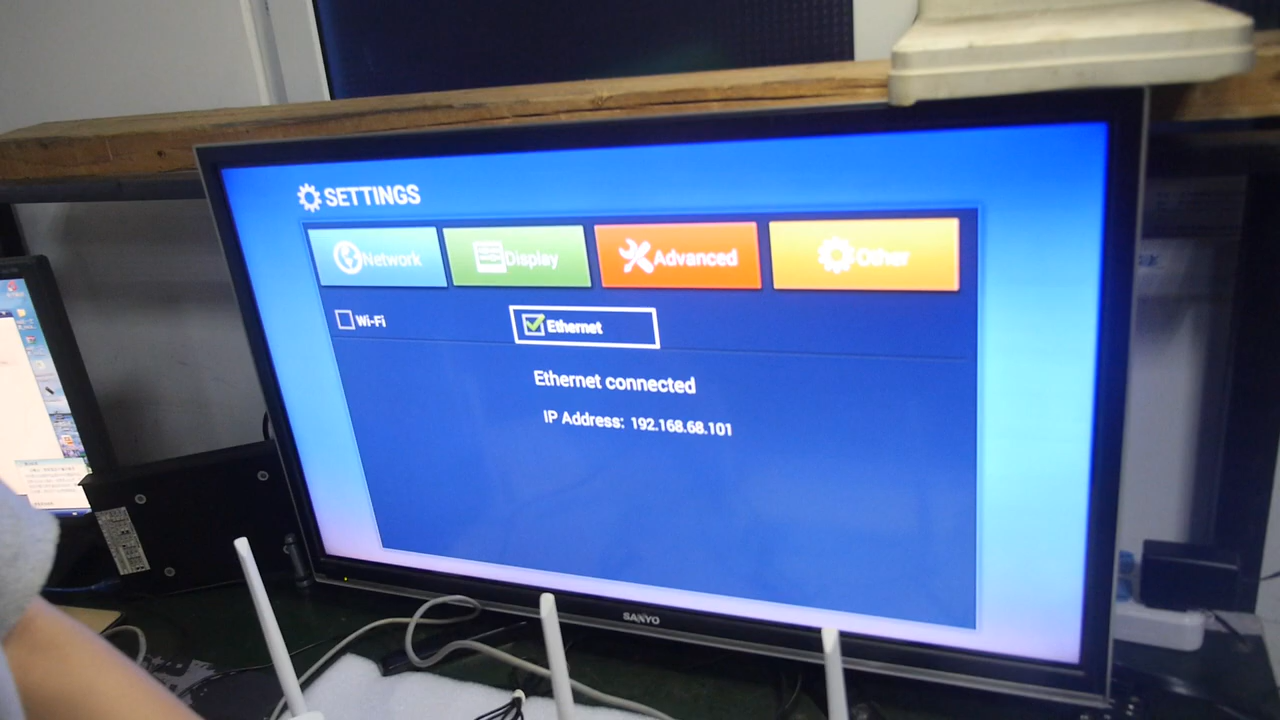 SETTINGS
Network Display Advanced Other
Wi-Fi Ethernet
Ethernet connected
IP Address: 192.168.68.101
SANYO